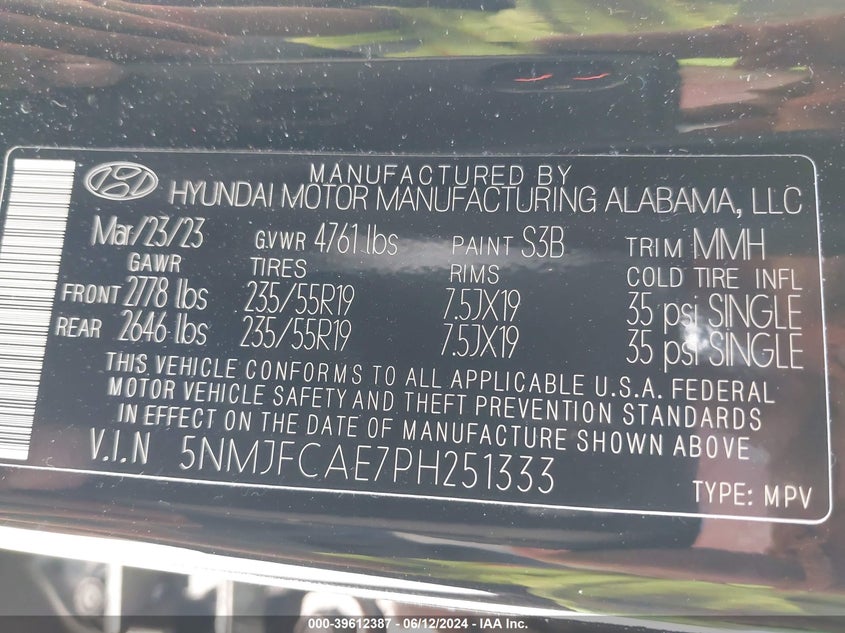 MANUFACTURED BY
HYUNDAI MOTOR MANUFACTURING ALABAMA, LLC
Mar/23/23 GVWR 4761 lbs PAINT S3B TRIM MMH
GAWR TIRES RIMS COLD TIRE INFL
FRONT 2778 lbs 235/55R19 7.5JX19 35 psi SINGLE
REAR 2646 lbs 235/55R19 7.5JX19 35 psi SINGLE
THIS VEHICLE CONFORMS TO ALL APPLICABLE U.S.A. FEDERAL
MOTOR VEHICLE SAFETY AND THEFT PREVENTION STANDARDS
IN EFFECT ON THE DATE OF MANUFACTURE SHOWN ABOVE
V.I.N 5NMJFCAE7PH251333
TYPE: MPV
000-39612387 - 06/12/2024 - IAA Inc.